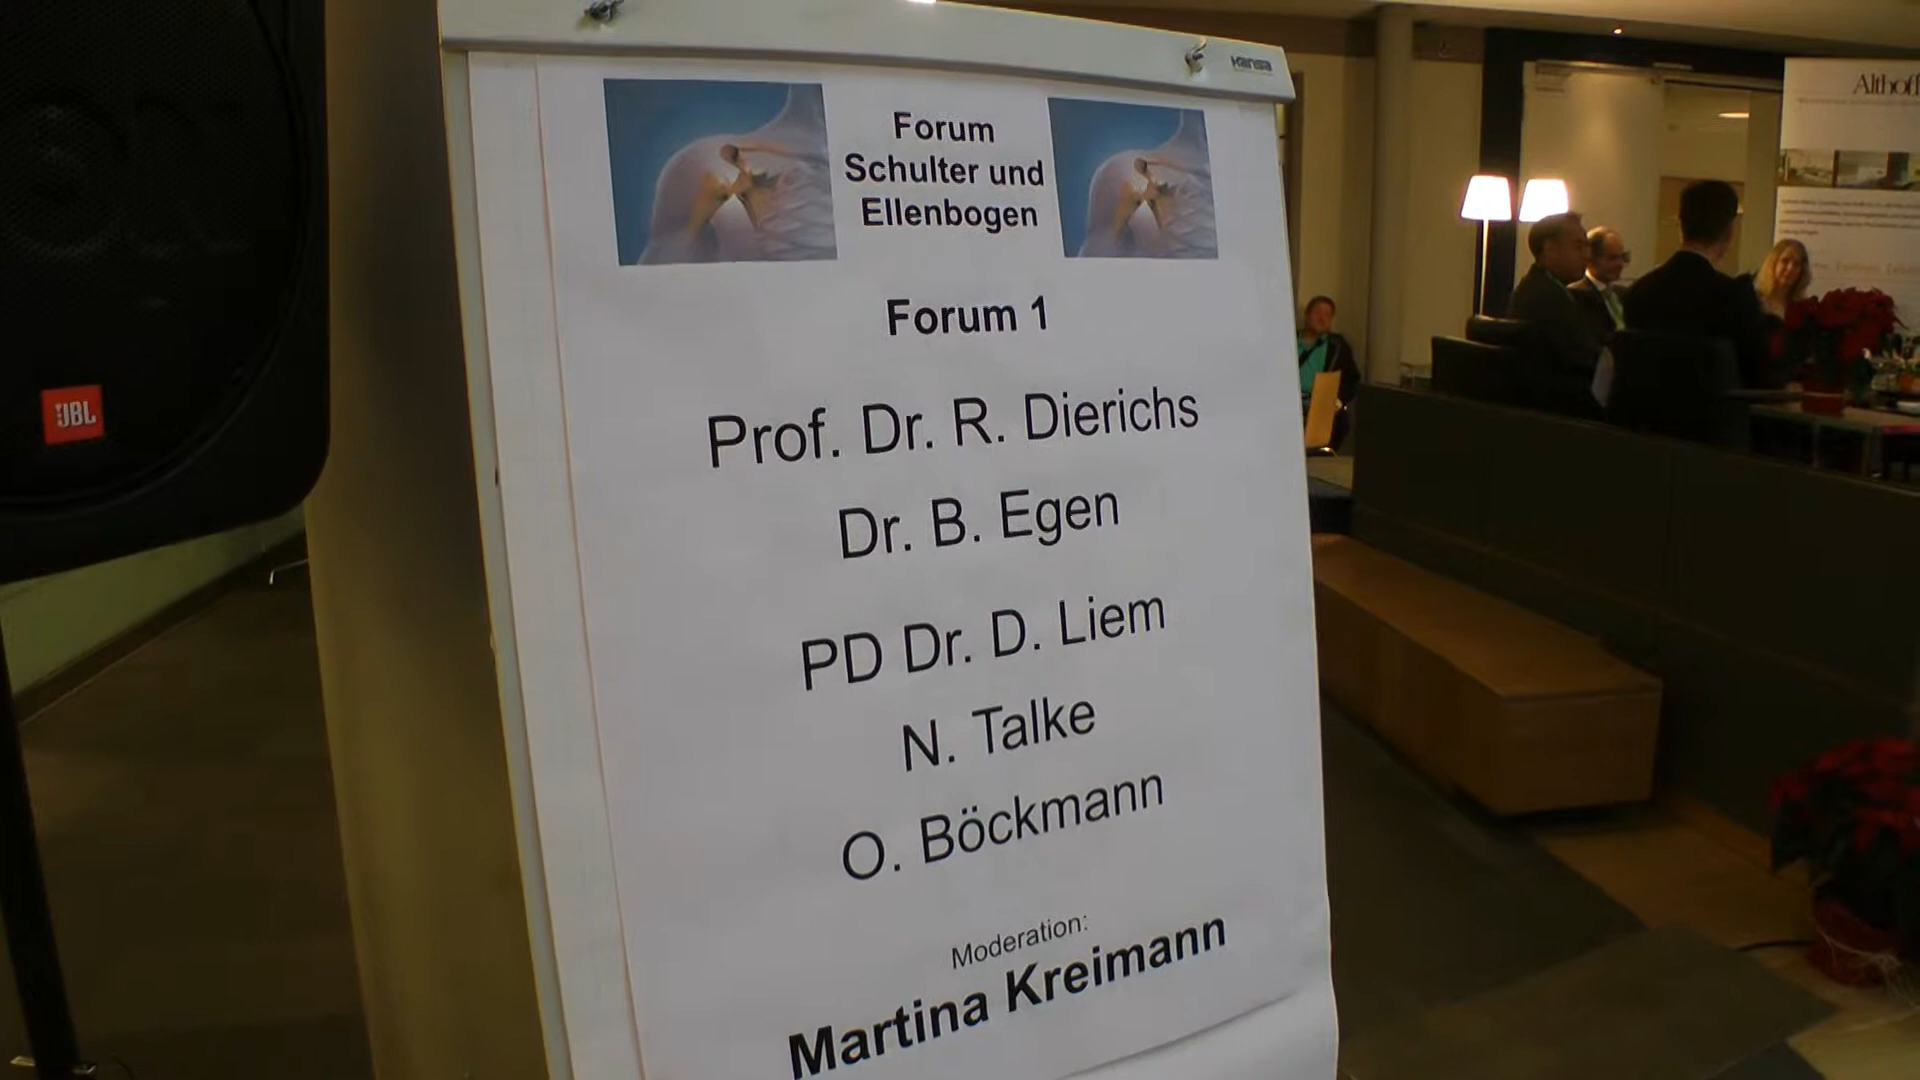 Hansa
Forum
Schulter und
Ellenbogen
Forum 1
Prof. Dr. R. Dierichs
Dr. B. Egen
PD Dr. D. Liem
N. Talke
O. Böckmann
Moderation:
Martina Kreimann
JBL
Althoff